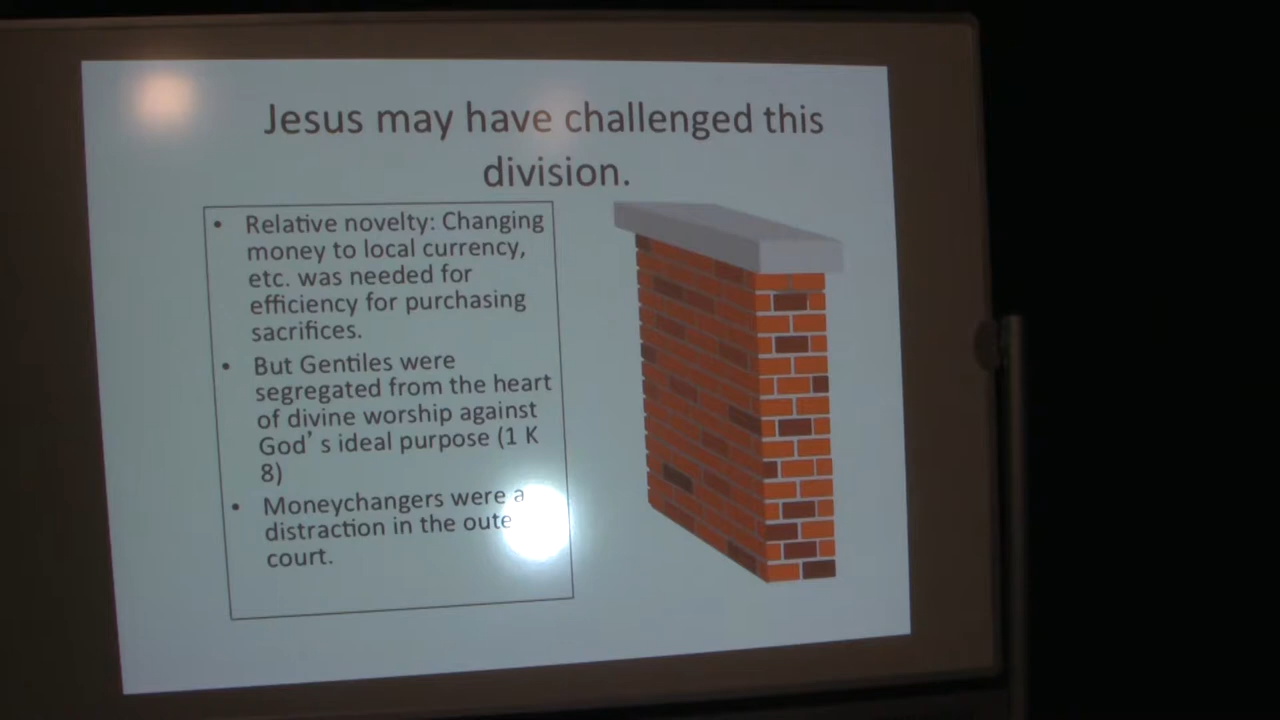 Jesus may have challenged this
division.
• Relative novelty: Changing
money to local currency,
etc. was needed for
efficiency for purchasing
sacrifices.
• But Gentiles were
segregated from the heart
of divine worship against
God's ideal purpose (1 K
8)
• Moneychangers were a
distraction in the oute
court.